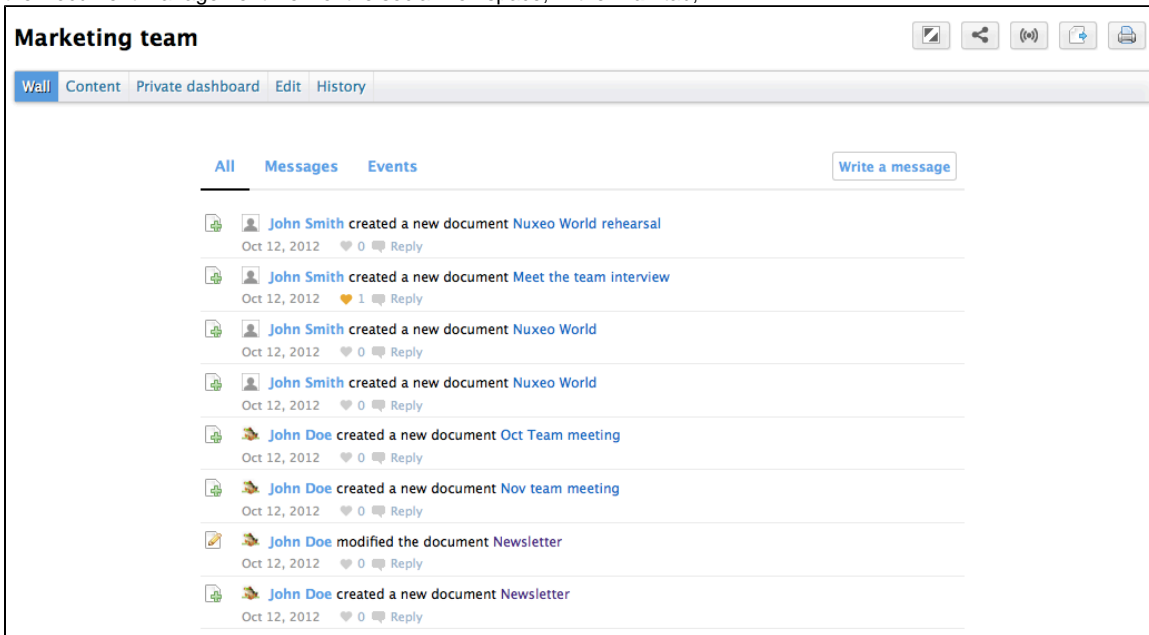 Marketing team
Wall Content Private dashboard Edit History
All Messages Events Write a message
John Smith created a new document Nuxeo World rehearsal
Oct 12, 2012 0 Reply
John Smith created a new document Meet the team interview
Oct 12, 2012 1 Reply
John Smith created a new document Nuxeo World
Oct 12, 2012 0 Reply
John Smith created a new document Nuxeo World
Oct 12, 2012 0 Reply
John Doe created a new document Oct Team meeting
Oct 12, 2012 0 Reply
John Doe created a new document Nov team meeting
Oct 12, 2012 0 Reply
John Doe modified the document Newsletter
Oct 12, 2012 0 Reply
John Doe created a new document Newsletter
Oct 12, 2012 0 Reply